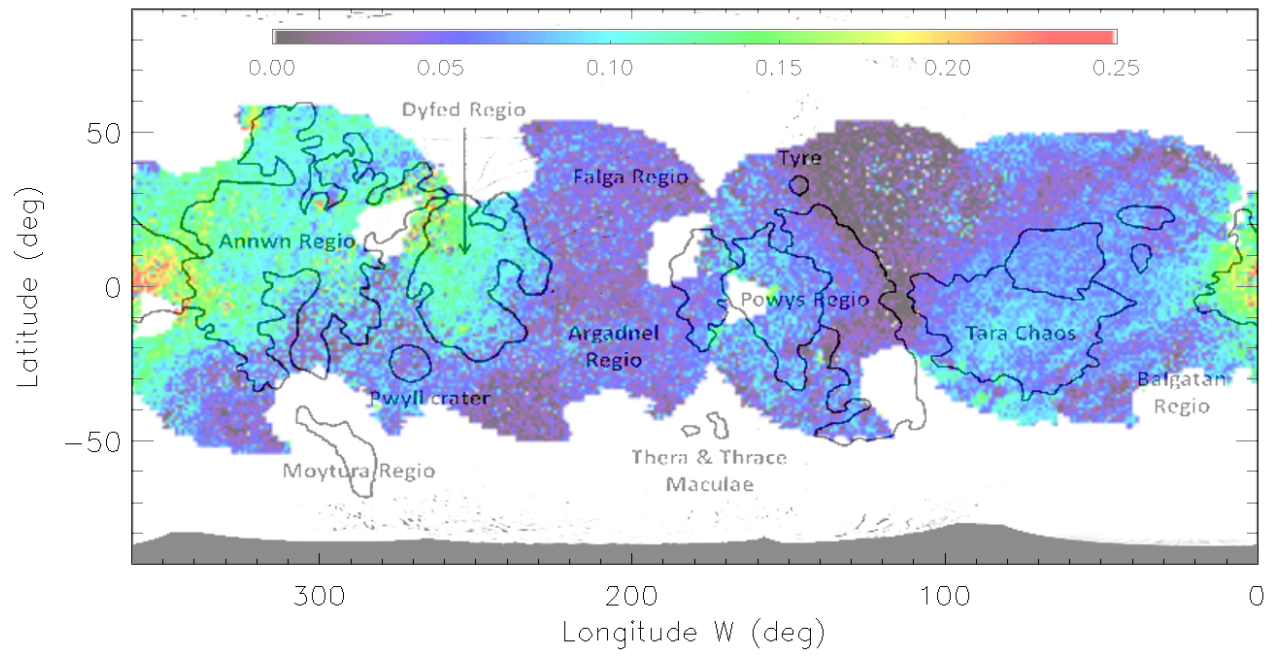 0.00 0.05 0.10 0.15 0.20 0.25
Dyfed Regio
50
Tyre
Falga Regio
Annwn Regio
0
Powys Regio
Argadnel
Regio
Tara Chaos
Balgatan
Regio
Pwyll crater
−50
Moytura Regio
Thera & Thrace
Maculae
Latitude (deg)
300 200 100 0
Longitude W (deg)